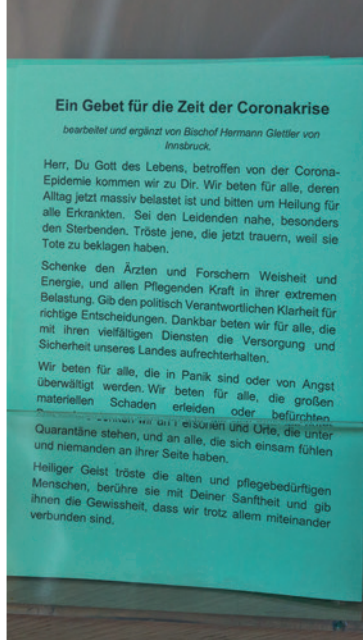 Ein Gebet für die Zeit der Coronakrise
bearbeitet und ergänzt von Bischof Hermann Glettler von
Innsbruck.
Herr, Du Gott des Lebens, betroffen von der Corona-
Epidemie kommen wir zu Dir. Wir beten für alle, deren
Alltag jetzt massiv belastet ist und bitten um Heilung für
alle Erkrankten. Sei den Leidenden nahe, besonders
den Sterbenden. Tröste jene, die jetzt trauern, weil sie
Tote zu beklagen haben.
Schenke den Ärzten und Forschern Weisheit und
Energie, und allen Pflegenden Kraft in ihrer extremen
Belastung. Gib den politisch Verantwortlichen Klarheit für
richtige Entscheidungen. Dankbar beten wir für alle, die
mit ihren vielfältigen Diensten die Versorgung und
Sicherheit unseres Landes aufrechterhalten.
Wir beten für alle, die in Panik sind oder von Angst
überwältigt werden. Wir beten für alle, die großen
materiellen Schaden erleiden oder befürchten.
wir an Personen und Orte, die unter
Quarantäne stehen, und an alle, die sich einsam fühlen
und niemanden an ihrer Seite haben.
Heiliger Geist tröste die alten und pflegebedürftigen
Menschen, berühre sie mit Deiner Sanftheit und gib
ihnen die Gewissheit, dass wir trotz allem miteinander
verbunden sind.